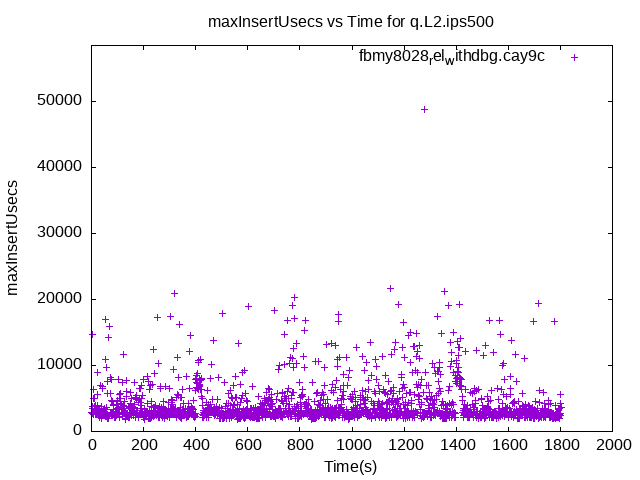 maxInsertUsecs vs Time for q.L2.ips500
fbmy8028relwithdbg.cay9c
maxInsertUsecs
50000
40000
30000
20000
10000
0
0 200 400 600 800 1000 1200 1400 1600 1800 2000
Time(s)